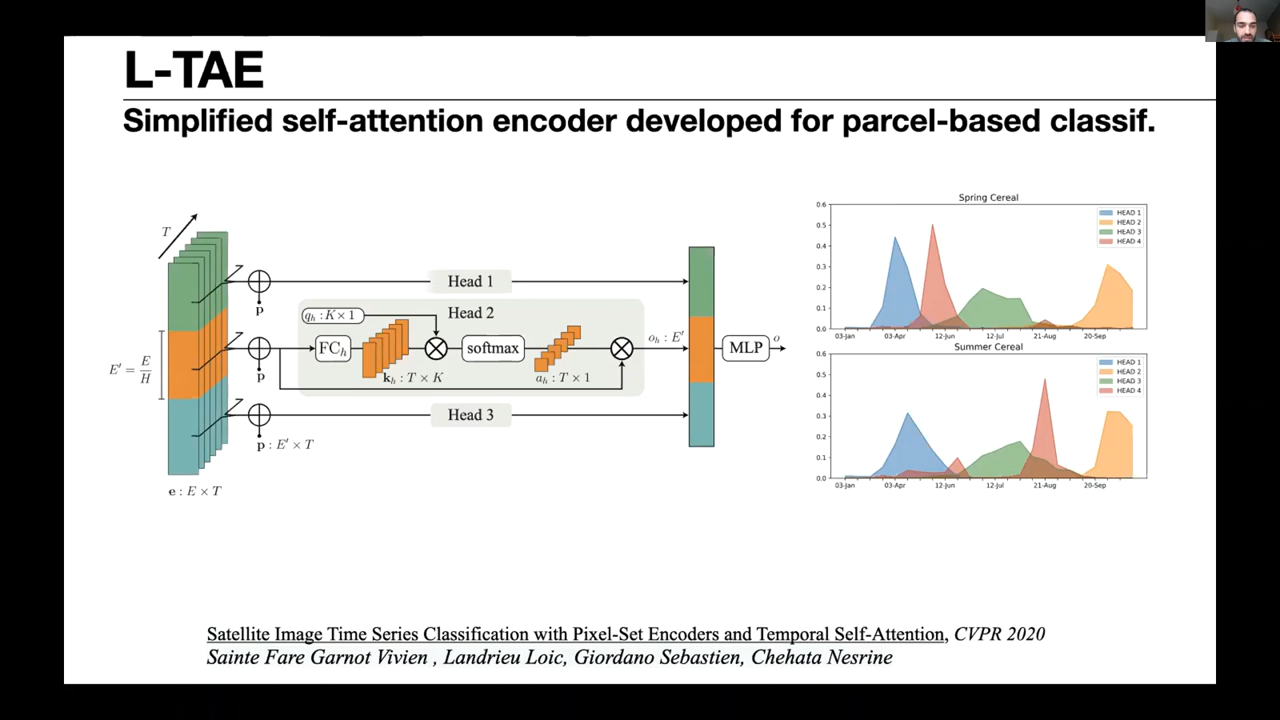 L-TAE
Simplified self-attention encoder developed for parcel-based classif.
T
E' = E/H
e : E × T
p
p
p : E' × T
Head 1
Head 2
q_h : K × 1
FC_h
k_h : T × K
softmax
a_h : T × 1
Head 3
o_h : E'
MLP
o
Spring Cereal
0.6
0.5
0.4
0.3
0.2
0.1
0.0
HEAD 1
HEAD 2
HEAD 3
HEAD 4
03-Jan 03-Apr 12-Jun 12-Jul 21-Aug 20-Sep
Summer Cereal
0.6
0.5
0.4
0.3
0.2
0.1
0.0
HEAD 1
HEAD 2
HEAD 3
HEAD 4
03-Jan 03-Apr 12-Jun 12-Jul 21-Aug 20-Sep
Satellite Image Time Series Classification with Pixel-Set Encoders and Temporal Self-Attention, CVPR 2020
Sainte Fare Garnot Vivien , Landrieu Loic, Giordano Sebastien, Chehata Nesrine